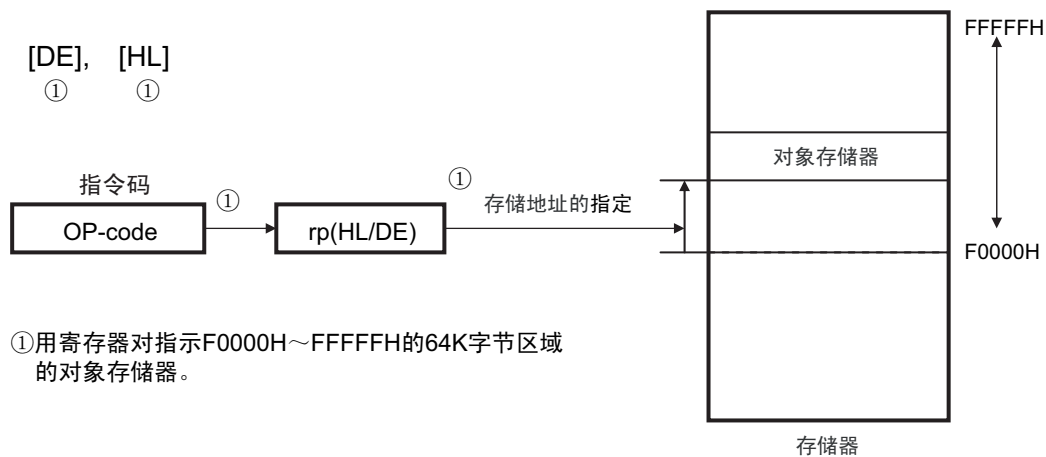 FFFFFH
[DE], [HL]
① ①
对象存储器
指令码
①
①
存储地址的指定
OP-code
rp(HL/DE)
F0000H
①用寄存器对指示F0000H～FFFFFH的64K字节区域
的对象存储器。
存储器